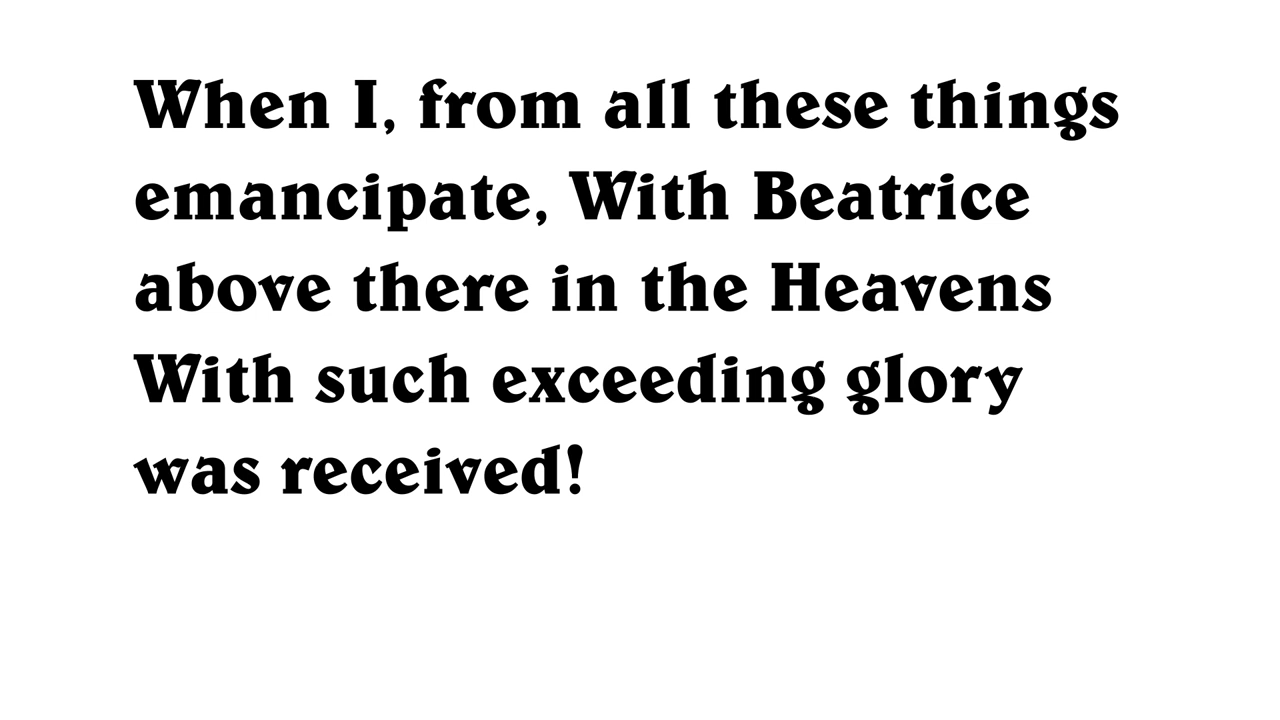 When I, from all these things
emancipate, With Beatrice
above there in the Heavens
With such exceeding glory
was received!